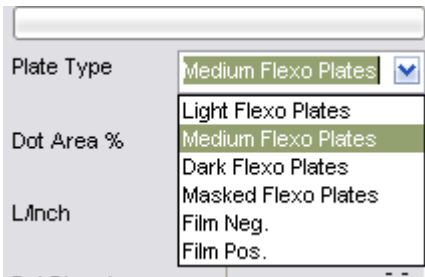 Plate Type
Medium Flexo Plates
Light Flexo Plates
Medium Flexo Plates
Dot Area %
Dark Flexo Plates
Masked Flexo Plates
L/Inch
Film Neg.
Film Pos.